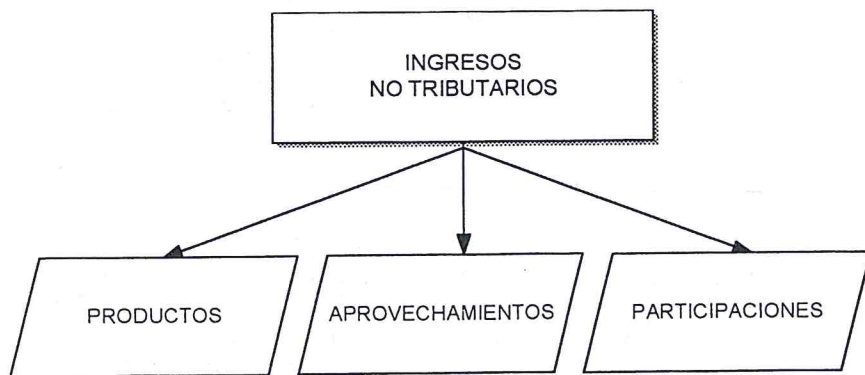 INGRESOS
NO TRIBUTARIOS
PRODUCTOS
APROVECHAMIENTOS
PARTICIPACIONES